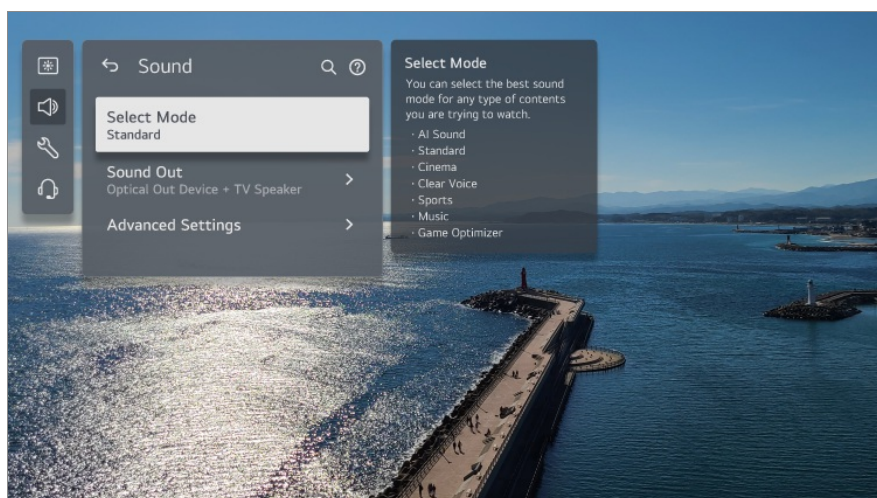 Sound
Select Mode
Standard
Sound Out
Optical Out Device + TV Speaker
Advanced Settings
Select Mode
You can select the best sound
mode for any type of contents
you are trying to watch.
· AI Sound
· Standard
· Cinema
· Clear Voice
· Sports
· Music
· Game Optimizer